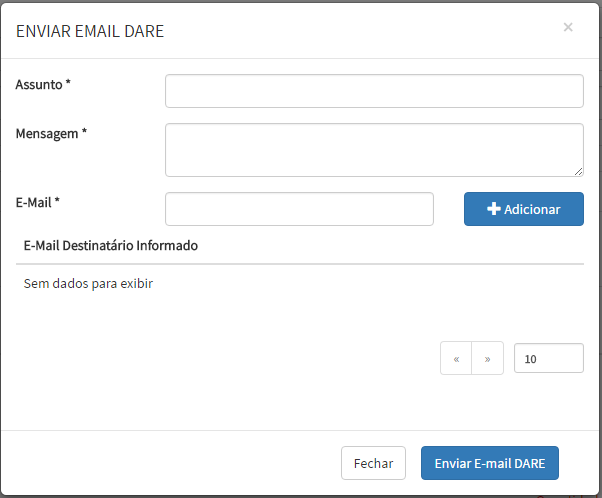 ENVIAR EMAIL DARE ×
Assunto *
Mensagem *
E-Mail *
Adicionar
E-Mail Destinatário Informado
Sem dados para exibir
« » 10
Fechar Enviar E-mail DARE